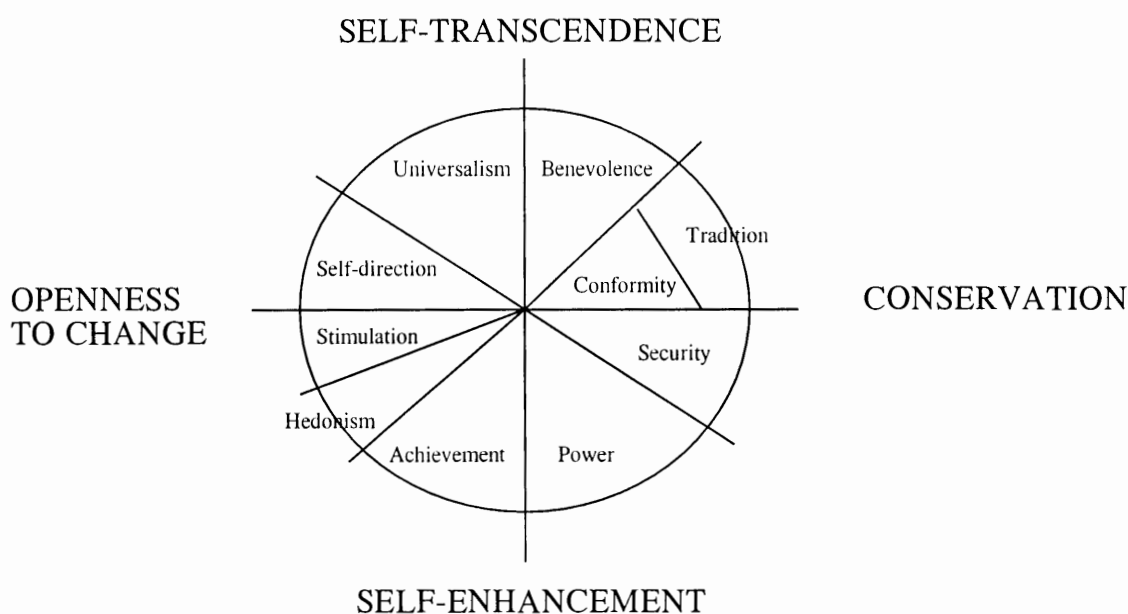 SELF-TRANSCENDENCE
Universalism
Benevolence
Tradition
Self-direction
Conformity
OPENNESS
TO CHANGE
CONSERVATION
Stimulation
Security
Hedonism
Achievement
Power
SELF-ENHANCEMENT